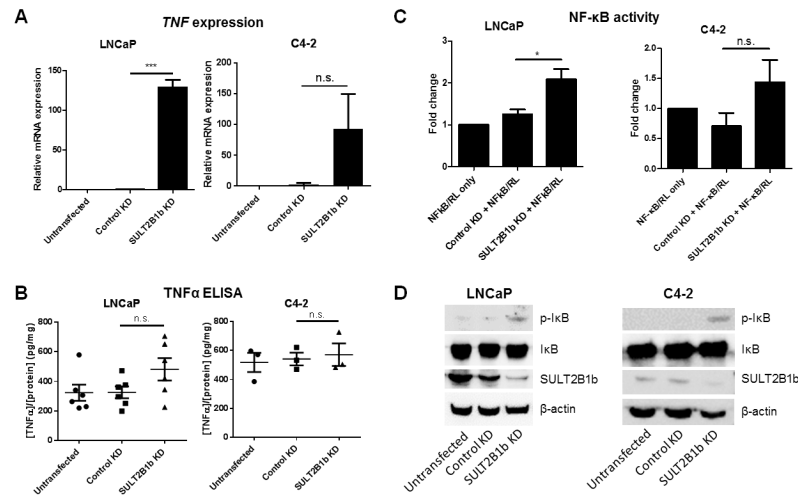 A
TNF expression
LNCaP
***
Relative mRNA expression
200
150
100
50
0
Untransfected
Control KD
SULT2B1b KD
C4-2
n.s.
Relative mRNA expression
200
150
100
50
0
Untransfected
Control KD
SULT2B1b KD
B
TNFα ELISA
LNCaP
n.s.
[TNFα]/[protein] (pg/mg)
800
600
400
200
0
Untransfected
Control KD
SULT2B1b KD
C4-2
n.s.
[TNFα]/[protein] (pg/mg)
800
600
400
200
0
Untransfected
Control KD
SULT2B1b KD
C
NF-κB activity
LNCaP
*
Fold change
3
2
1
0
NFκB/RL only
Control KD + NFκB/RL
SULT2B1b KD + NFκB/RL
C4-2
n.s.
Fold change
2.0
1.5
1.0
0.5
0.0
NF-κB/RL only
Control KD + NF-κB/RL
SULT2B1b KD + NF-κB/RL
D
LNCaP
p-IκB
IκB
SULT2B1b
β-actin
Untransfected
Control KD
SULT2B1b KD
C4-2
p-IκB
IκB
SULT2B1b
β-actin
Untransfected
Control KD
SULT2B1b KD